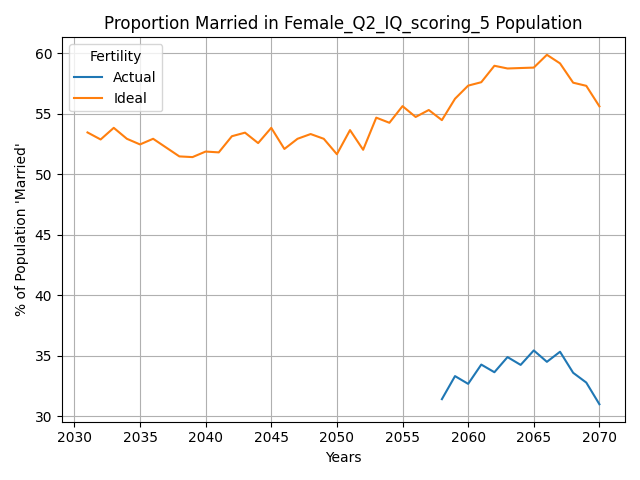 Proportion Married in Female_Q2_IQ_scoring_5 Population
Fertility
Actual
Ideal
% of Population 'Married'
60
55
50
45
40
35
30
2030 2035 2040 2045 2050 2055 2060 2065 2070
Years